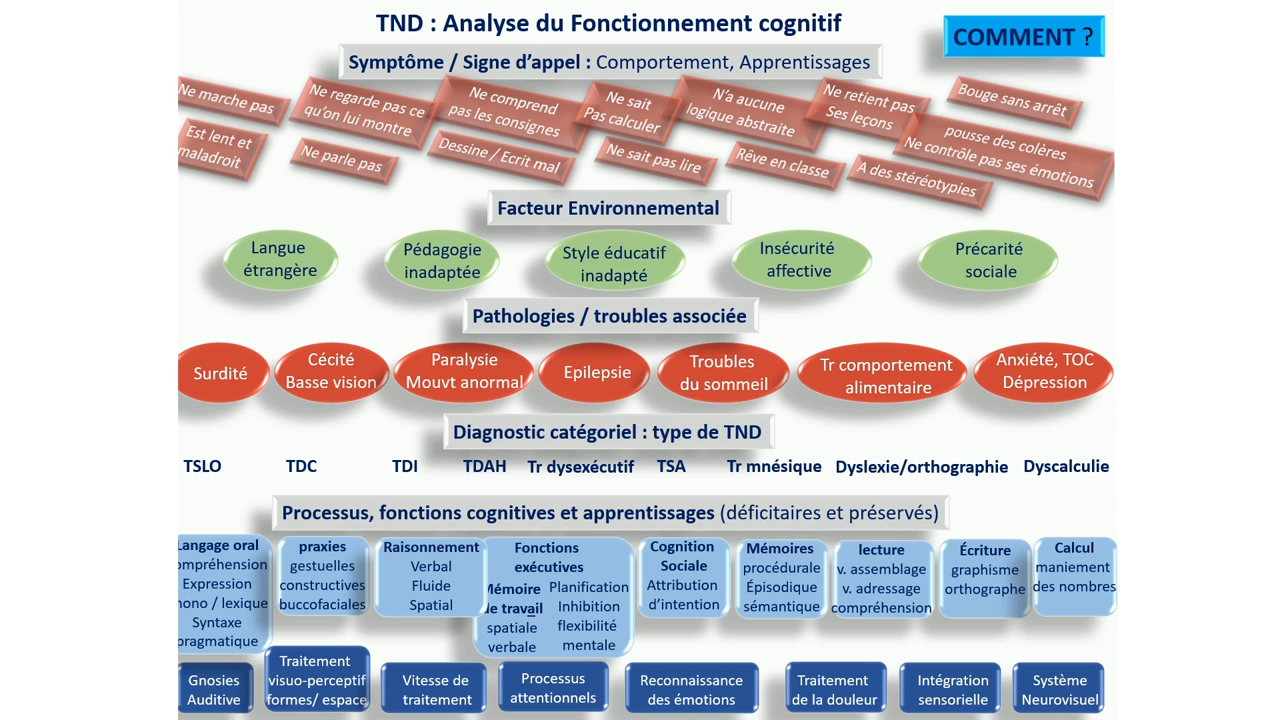 TND : Analyse du Fonctionnement cognitif
COMMENT ?
Symptôme / Signe d’appel : Comportement, Apprentissages
Ne marche pas
Ne regarde pas ce
qu’on lui montre
Ne comprend
pas les consignes
Ne sait
Pas calculer
N’a aucune
logique abstraite
Ne retient pas
Ses leçons
Bouge sans arrêt
Est lent et
maladroit
Ne parle pas
Dessine / Ecrit mal
Ne sait pas lire
Rêve en classe
A des stéréotypies
pousse des colères
Ne contrôle pas ses émotions
Facteur Environnemental
Langue
étrangère
Pédagogie
inadaptée
Style éducatif
inadapté
Insécurité
affective
Précarité
sociale
Pathologies / troubles associée
Surdité
Cécité
Basse vision
Paralysie
Mouvt anormal
Epilepsie
Troubles
du sommeil
Tr comportement
alimentaire
Anxiété, TOC
Dépression
Diagnostic catégoriel : type de TND
TSLO TDC TDI TDAH Tr dysexécutif TSA Tr mnésique Dyslexie/orthographie Dyscalculie
Processus, fonctions cognitives et apprentissages (déficitaires et préservés)
Langage oral
ompréhension
Expression
hono / lexique
Syntaxe
pragmatique
praxies
gestuelles
constructives
buccofaciales
Raisonnement
Verbal
Fluide
Spatial
Fonctions
exécutives
Mémoire
de travail
spatiale
verbale
Planification
Inhibition
flexibilité
mentale
Cognition
Sociale
Attribution
d’intention
Mémoires
procédurale
Épisodique
sémantique
lecture
v. assemblage
v. adressage
compréhension
Écriture
graphisme
orthographe
Calcul
maniement
des nombres
Gnosies
Auditive
Traitement
visuo-perceptif
formes/ espace
Vitesse de
traitement
Processus
attentionnels
Reconnaissance
des émotions
Traitement
de la douleur
Intégration
sensorielle
Système
Neurovisuel